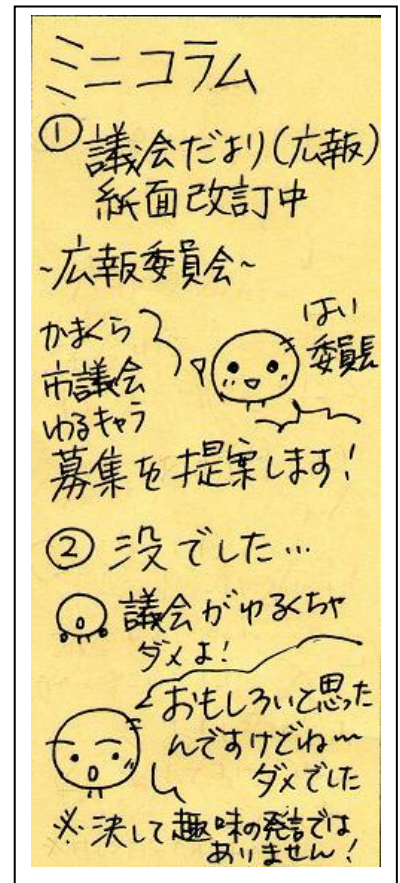 ミニコラム
① 議会だより(広報)
紙面改訂中
~広報委員会~
はい
委員長
かまくら
市議会
ゆるキャラ
募集を提案します!
② 没でした…
議会がゆるくちゃ
ダメよ!
おもしろいと思った
んですけどね〜
ダメでした
※決して趣味の発言では
ありません!